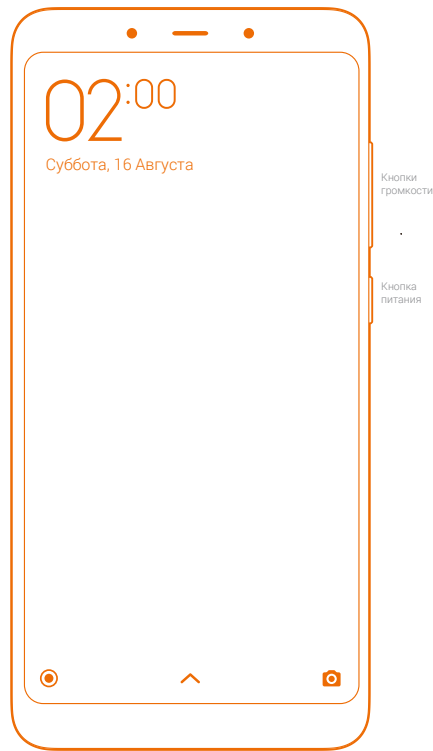 02:00
Суббота, 16 Августа
Кнопки
громкости
.
Кнопка
питания